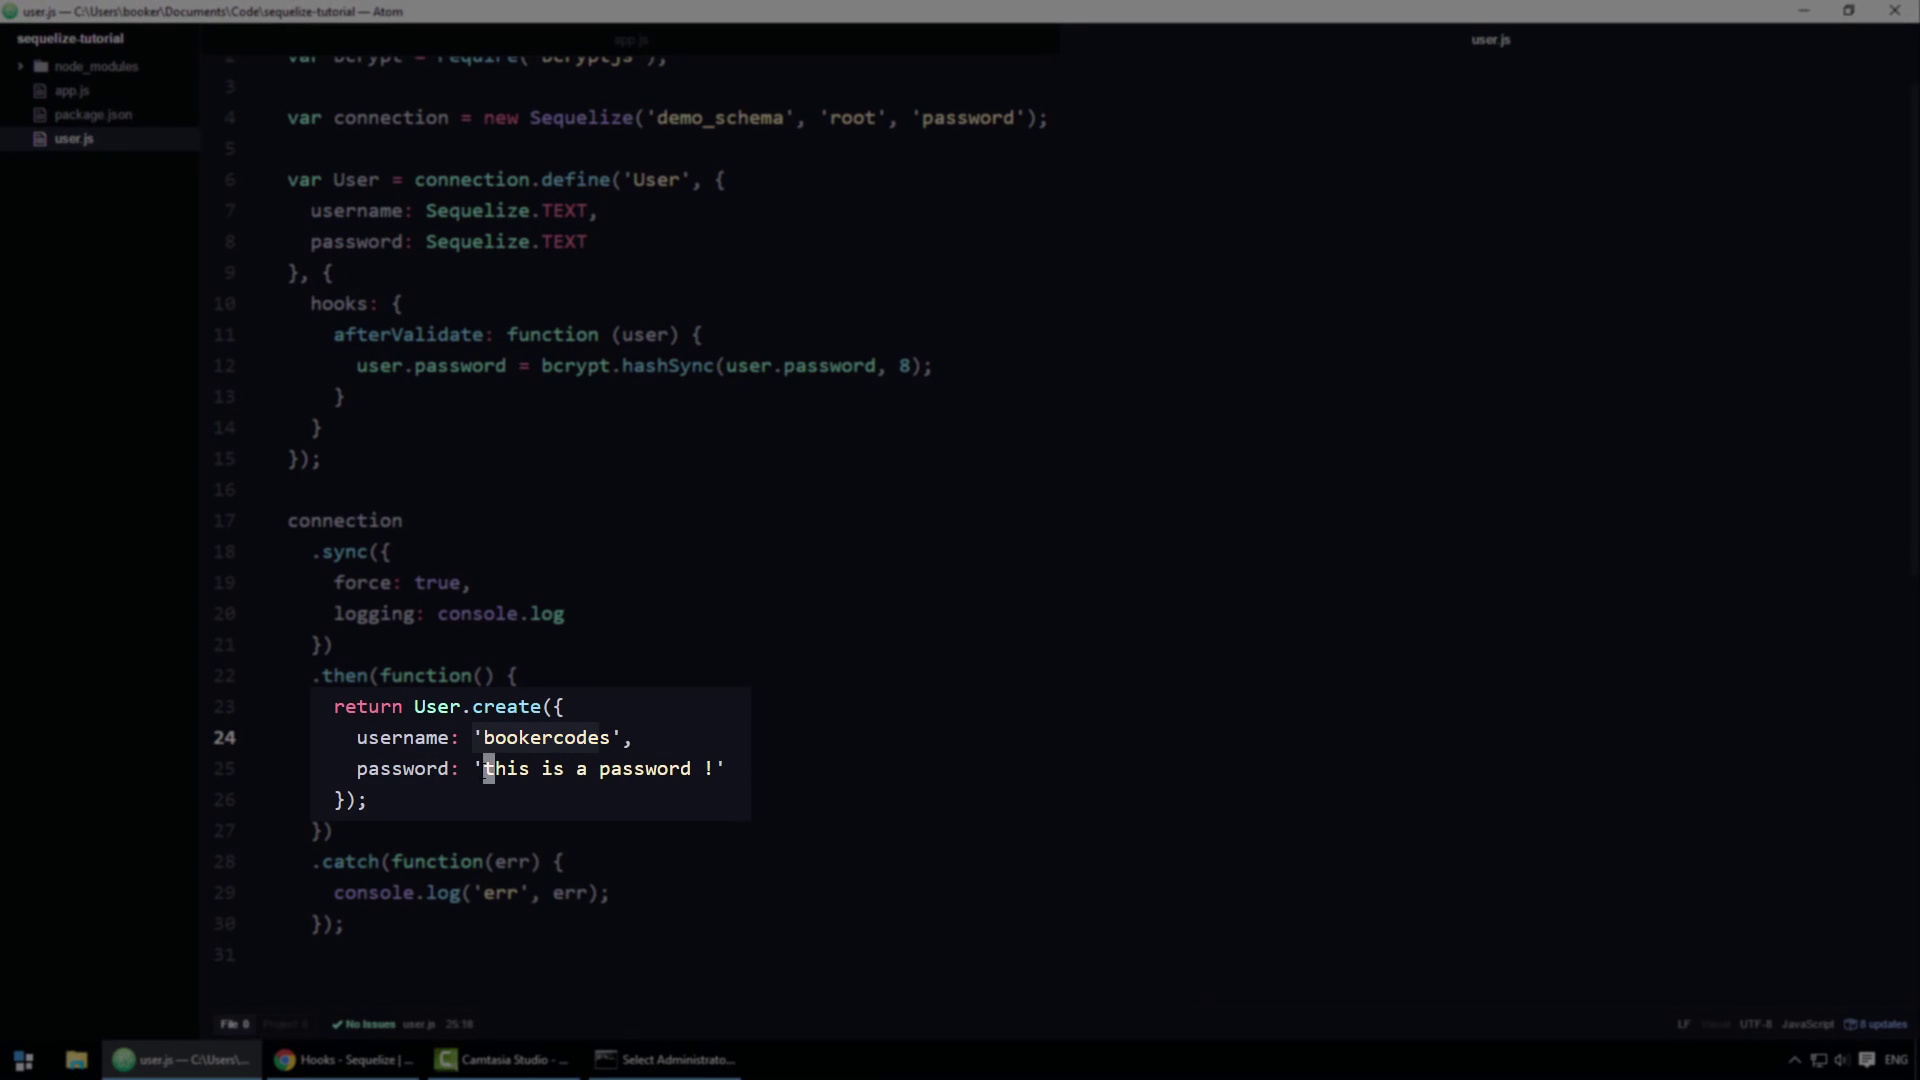 user.js — C:\Users\booker\Documents\Code\sequelize-tutorial — Atom
sequelize-tutorial
node_modules
app.js
package.json
user.js
app.js
user.js
2 var bcrypt = require('bcryptjs');
3
4 var connection = new Sequelize('demo_schema', 'root', 'password');
5
6 var User = connection.define('User', {
7 username: Sequelize.TEXT,
8 password: Sequelize.TEXT
9 }, {
10 hooks: {
11 afterValidate: function (user) {
12 user.password = bcrypt.hashSync(user.password, 8);
13 }
14 }
15 });
16
17 connection
18 .sync({
19 force: true,
20 logging: console.log
21 })
22 .then(function() {
23 return User.create({
24 username: 'bookercodes',
25 password: 'this is a password !'
26 });
27 })
28 .catch(function(err) {
29 console.log('err', err);
30 });
31
File 0 Project 0 No Issues user.js 25:18
LF UTF-8 JavaScript 8 updates
user.js — C:\Users\... Hooks - Sequelize | ... Camtasia Studio - ... Select Administrato... ENG